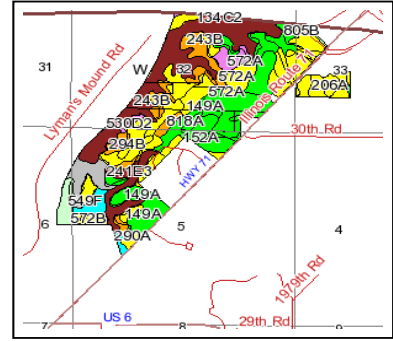 134C2
805B
243B
572A
31
Lyman's Mound Rd
W
32
572A
33
572A
206A
Illinois Route 71
243B
149A
530D2
818A
152A
30th Rd
294B
HWY 71
241E3
149A
549F
572B
149A
6
5
4
290A
1979th Rd
US 6
7
8
29th Rd
9